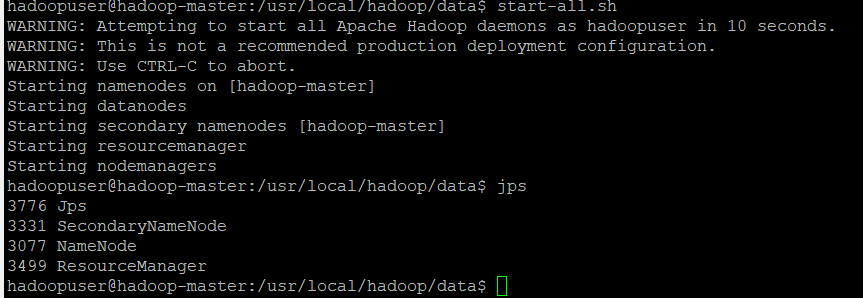 hadoopuser@hadoop-master:/usr/local/hadoop/data$ start-all.sh
WARNING: Attempting to start all Apache Hadoop daemons as hadoopuser in 10 seconds.
WARNING: This is not a recommended production deployment configuration.
WARNING: Use CTRL-C to abort.
Starting namenodes on [hadoop-master]
Starting datanodes
Starting secondary namenodes [hadoop-master]
Starting resourcemanager
Starting nodemanagers
hadoopuser@hadoop-master:/usr/local/hadoop/data$ jps
3776 Jps
3331 SecondaryNameNode
3077 NameNode
3499 ResourceManager
hadoopuser@hadoop-master:/usr/local/hadoop/data$